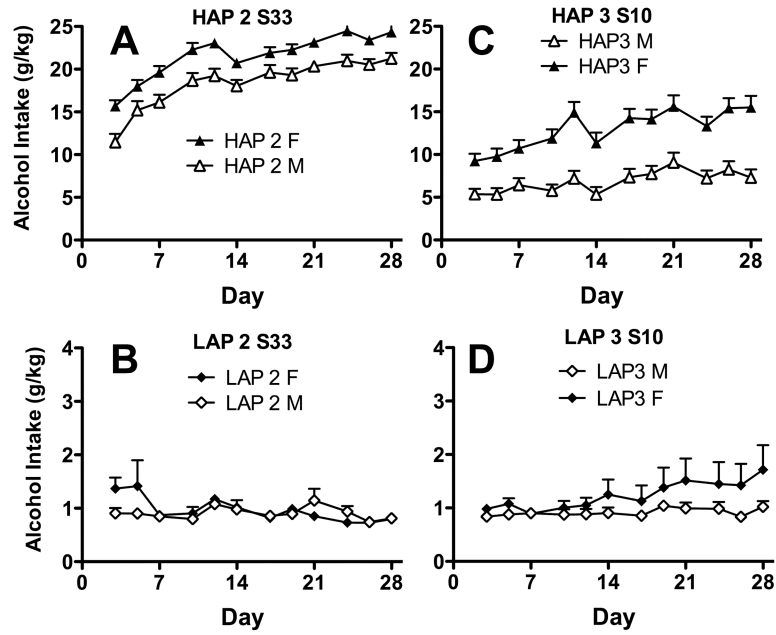 HAP 2 S33
A
Alcohol Intake (g/kg)
25
20
15
10
5
0
HAP 2 F
HAP 2 M
0 7 14 21 28
Day
HAP 3 S10
C
HAP3 M
HAP3 F
25
20
15
10
5
0
0 7 14 21 28
Day
LAP 2 S33
B
Alcohol Intake (g/kg)
4
3
2
1
0
LAP 2 F
LAP 2 M
0 7 14 21 28
Day
LAP 3 S10
D
LAP3 M
LAP3 F
4
3
2
1
0
0 7 14 21 28
Day